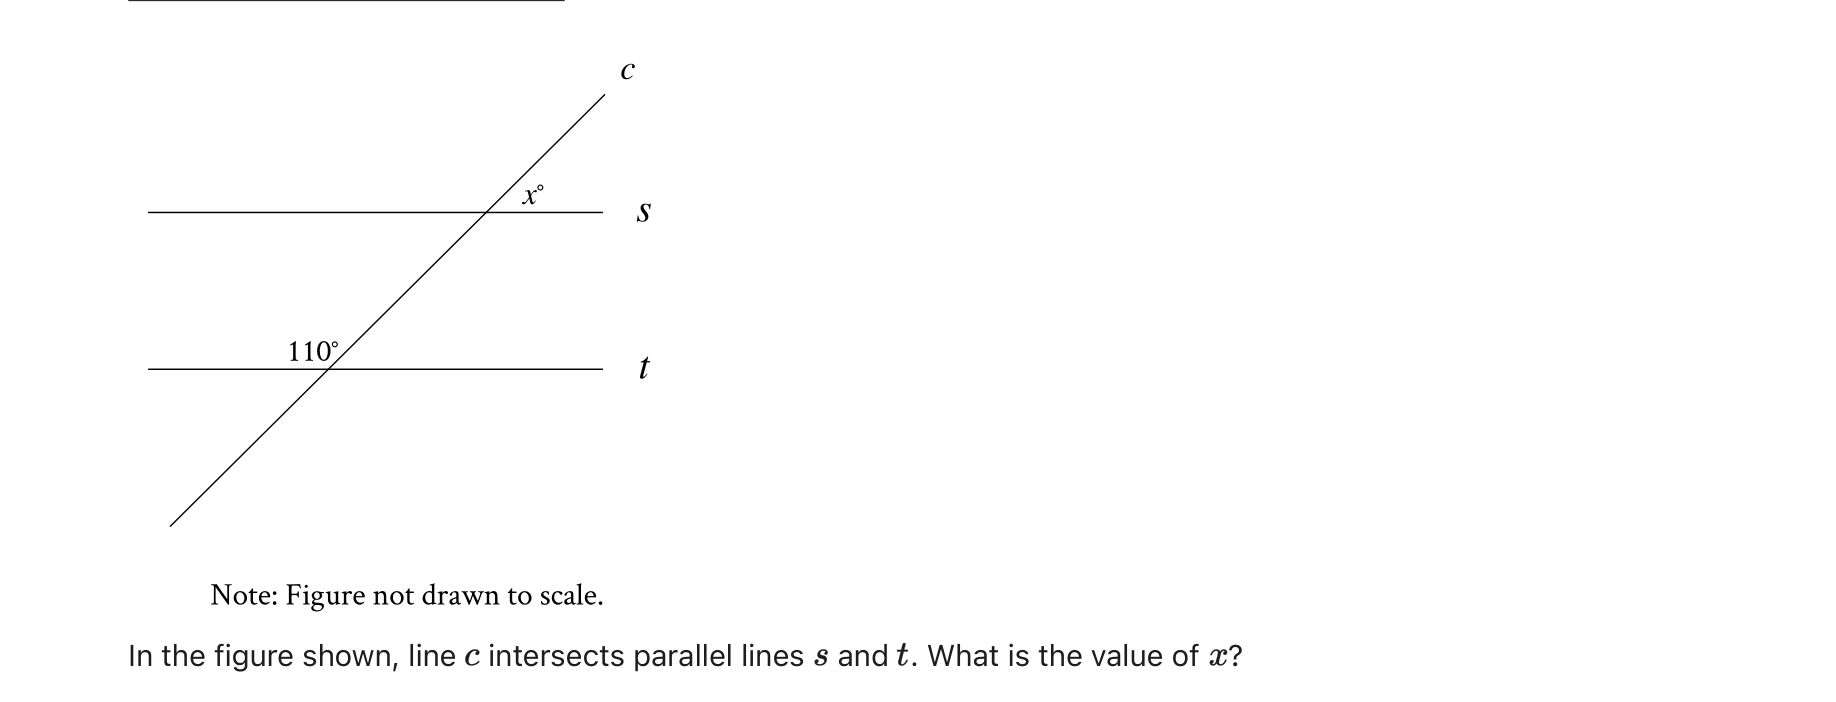 c
x°
s
110°
t
Note: Figure not drawn to scale.
In the figure shown, line c intersects parallel lines s and t. What is the value of x?